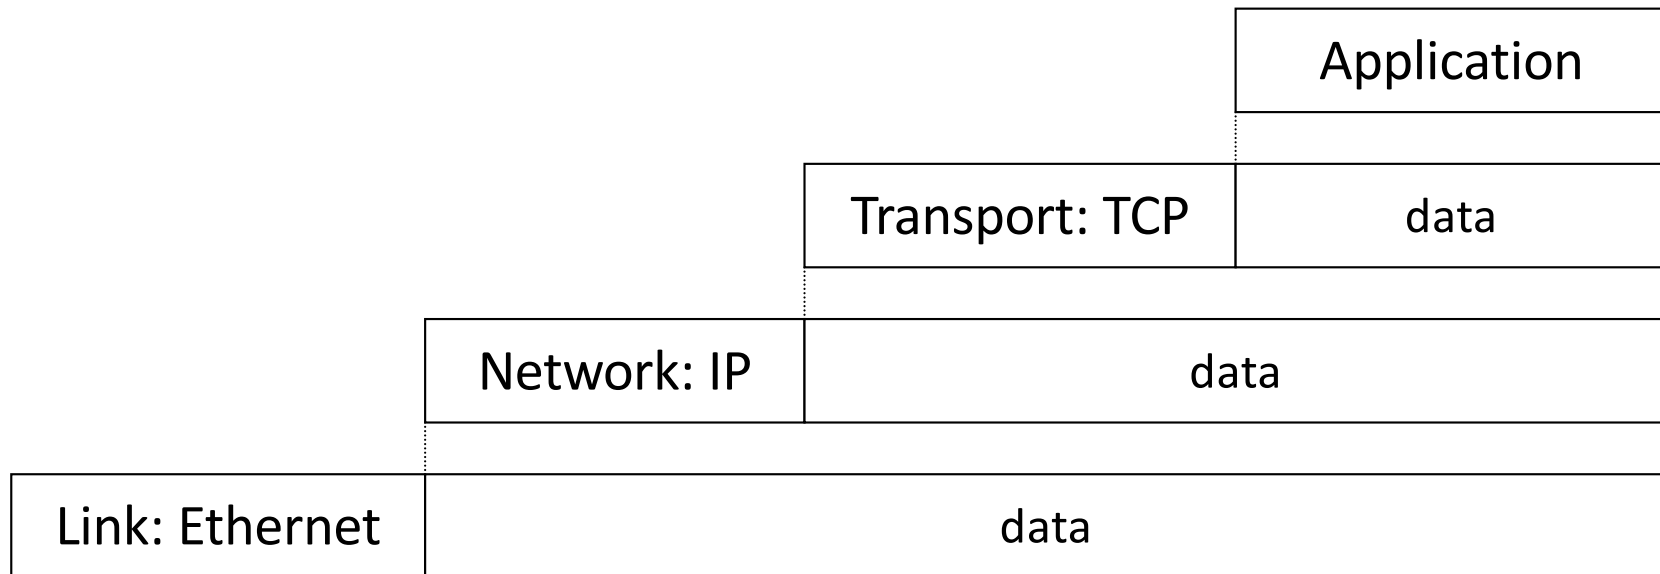 Application
Transport: TCP data
Network: IP data
Link: Ethernet data